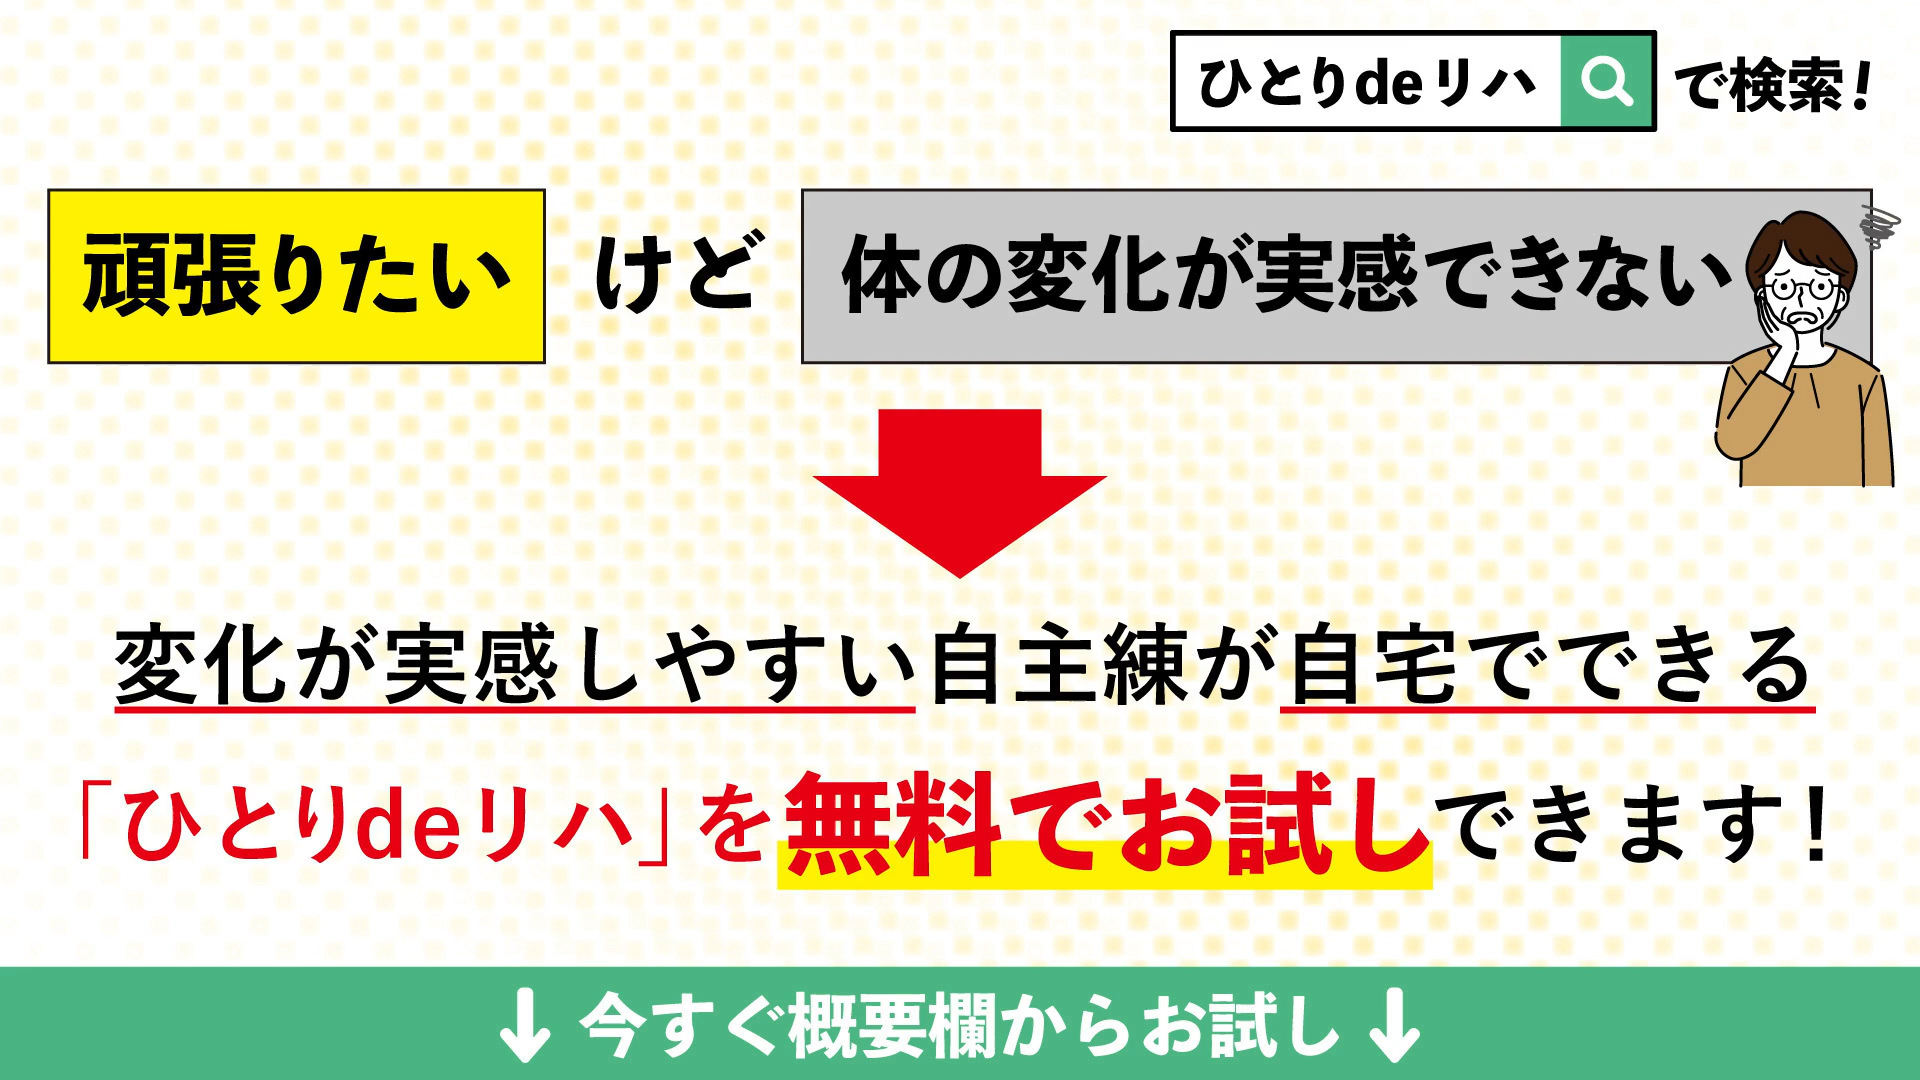 ひとりdeリハ で検索!
頑張りたい けど 体の変化が実感できない
変化が実感しやすい自主練が自宅でできる
「ひとりdeリハ」を無料でお試しできます!
↓ 今すぐ概要欄からお試し ↓